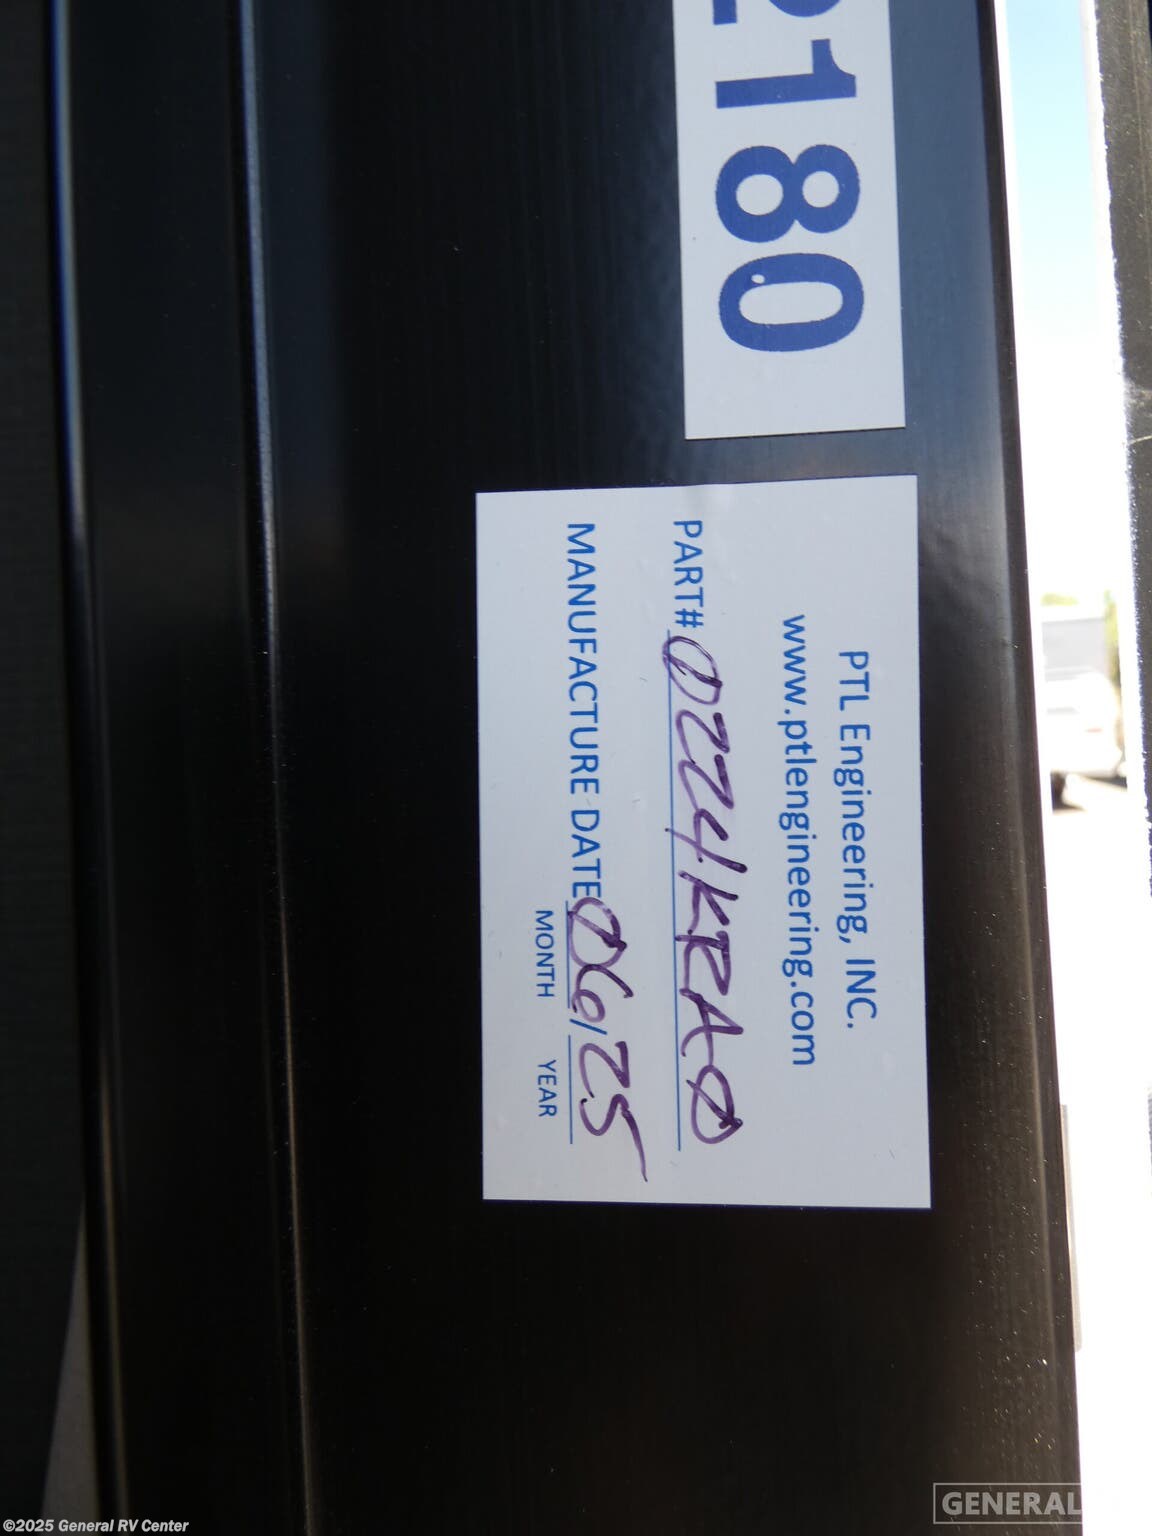 2180
PTL Engineering, INC.
www.ptlengineering.com
PART# 0224KRA0
MANUFACTURE DATE 06/25
MONTH YEAR
GENERAL
©2025 General RV Center